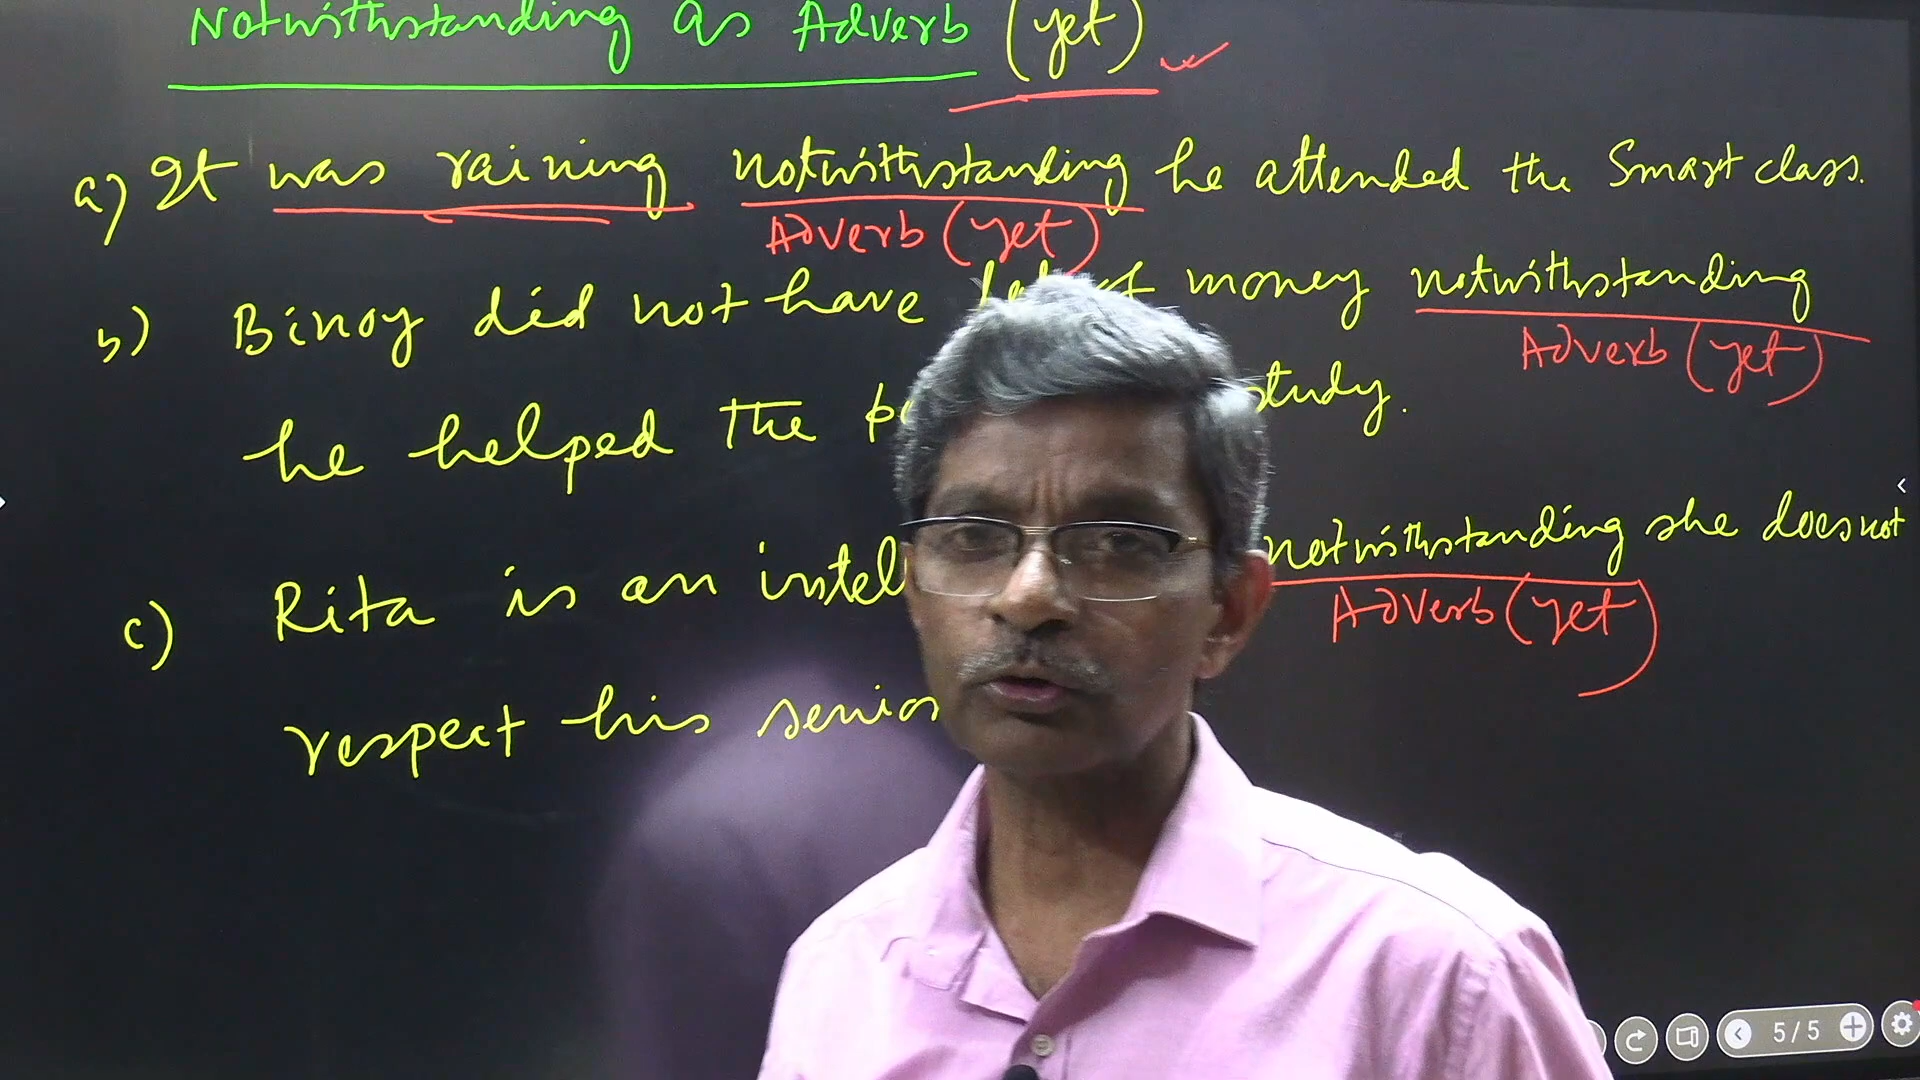 Notwithstanding as Adverb (yet)
a) It was raining notwithstanding he attended the Smart class.
Adverb (yet)
b) Binoy did not have of money notwithstanding
Adverb (yet)
he helped the study.
c) Rita is an notwithstanding she does not
Adverb (yet)
respect his
5/5